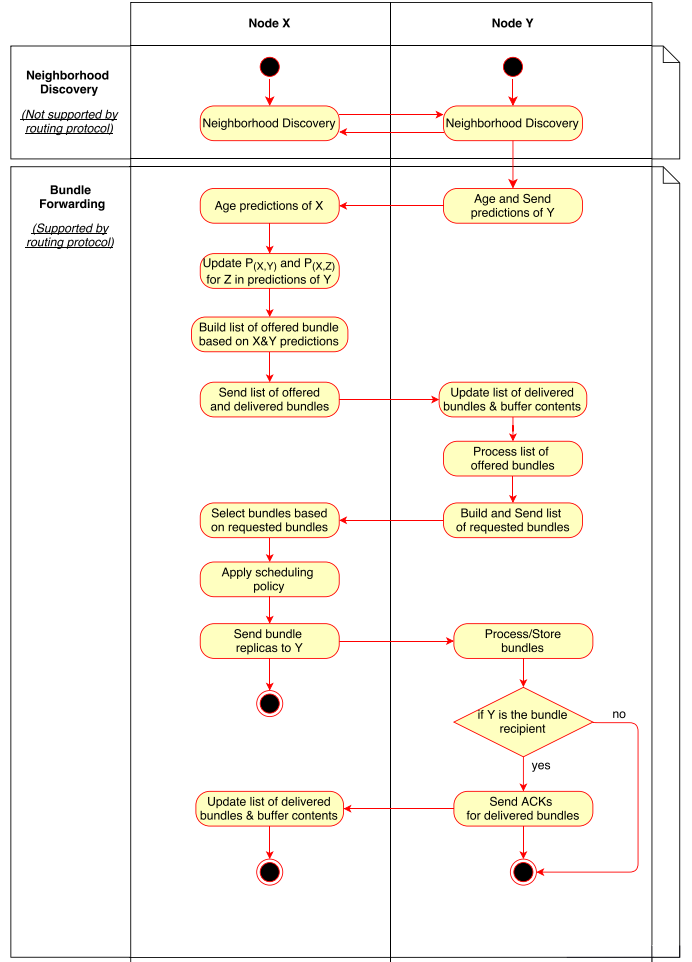 Node X
Node Y
Neighborhood
Discovery
(Not supported by
routing protocol)
Neighborhood Discovery
Neighborhood Discovery
Bundle
Forwarding
(Supported by
routing protocol)
Age predictions of X
Age and Send
predictions of Y
Update P(X,Y) and P(X,Z)
for Z in predictions of Y
Build list of offered bundle
based on X&Y predictions
Send list of offered
and delivered bundles
Update list of delivered
bundles & buffer contents
Process list of
offered bundles
Select bundles based
on requested bundles
Build and Send list
of requested bundles
Apply scheduling
policy
Send bundle
replicas to Y
Process/Store
bundles
if Y is the bundle
recipient
no
yes
Update list of delivered
bundles & buffer contents
Send ACKs
for delivered bundles